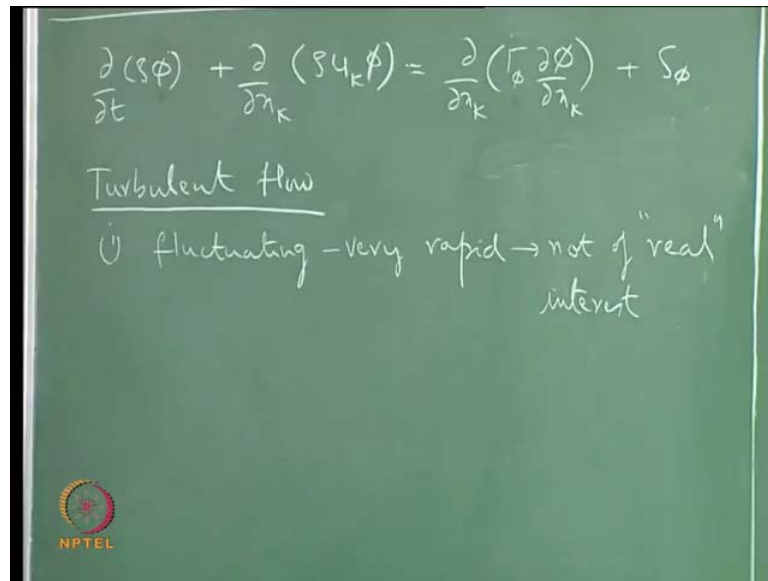 ∂/∂t (ρφ) + ∂/∂x_K (ρu_K φ) = ∂/∂x_K (Γ_φ ∂φ/∂x_K) + S_φ
Turbulent flow
(i) fluctuating - very rapid → not of "real"
interest
NPTEL